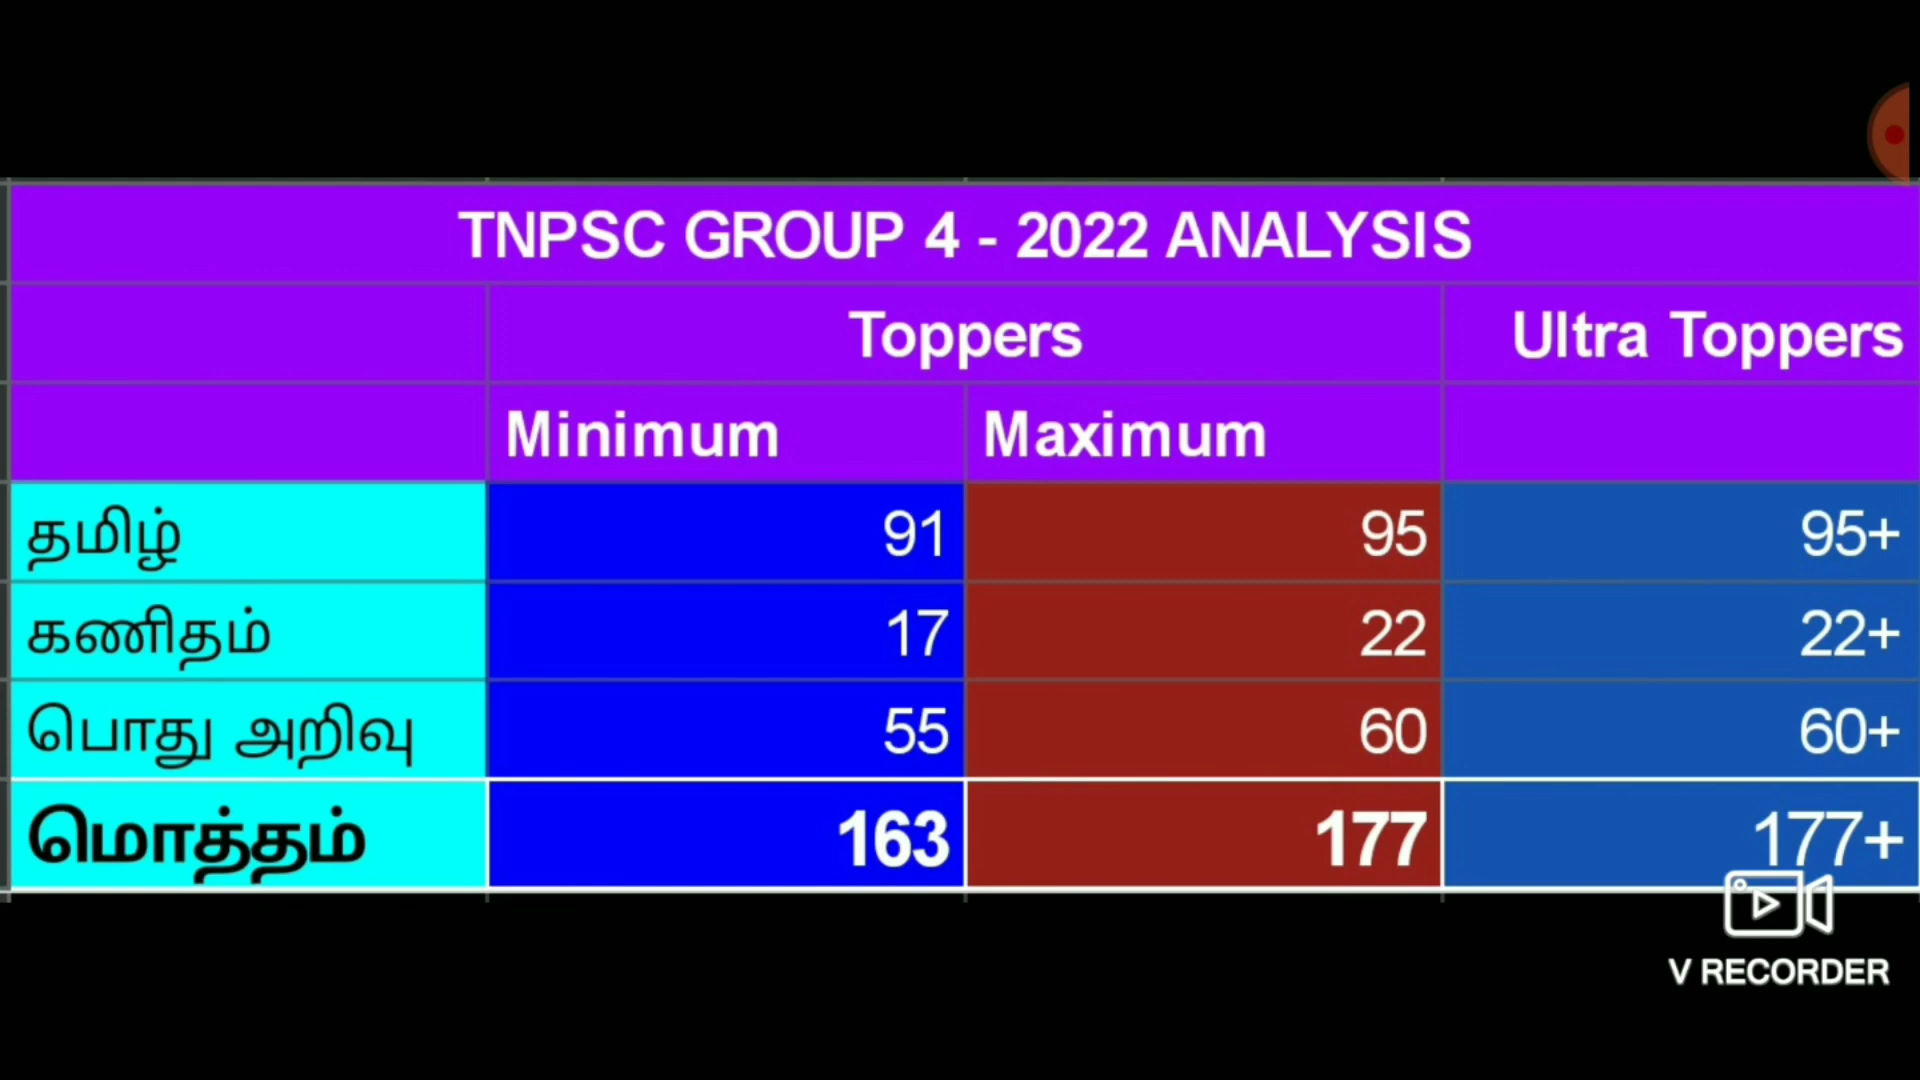 TNPSC GROUP 4 - 2022 ANALYSIS
Toppers Ultra Toppers
Minimum Maximum
தமிழ் 91 95 95+
கணிதம் 17 22 22+
பொது அறிவு 55 60 60+
மொத்தம் 163 177 177+
V RECORDER